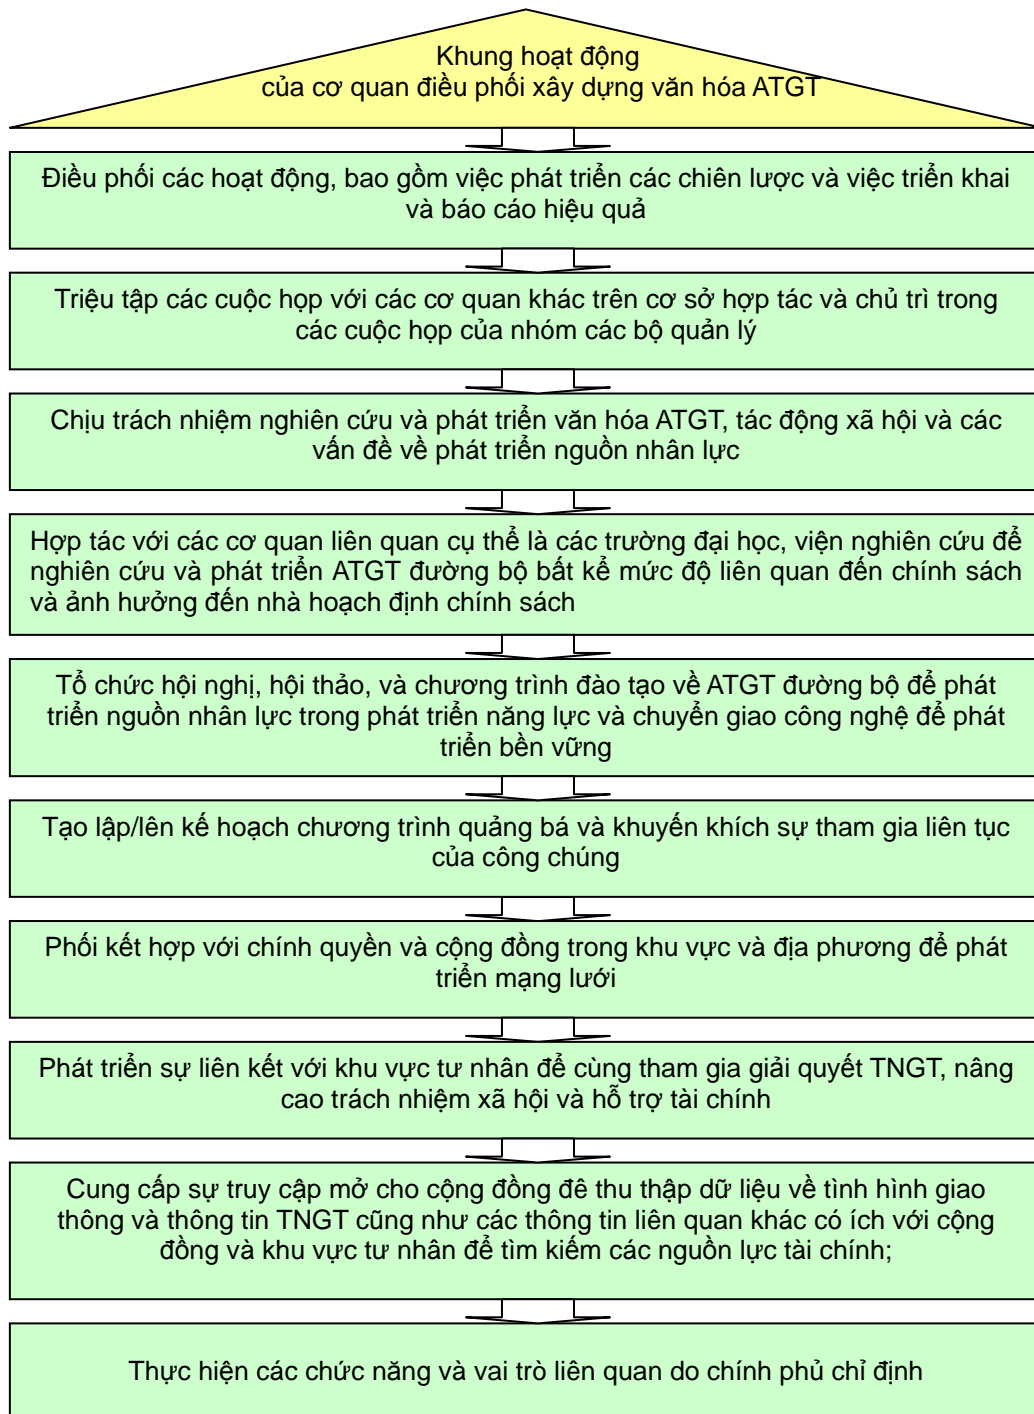 Khung hoạt động
của cơ quan điều phối xây dựng văn hóa ATGT
Điều phối các hoạt động, bao gồm việc phát triển các chiên lược và việc triển khai
và báo cáo hiệu quả
Triệu tập các cuộc họp với các cơ quan khác trên cơ sở hợp tác và chủ trì trong
các cuộc họp của nhóm các bộ quản lý
Chịu trách nhiệm nghiên cứu và phát triển văn hóa ATGT, tác động xã hội và các
vấn đề về phát triển nguồn nhân lực
Hợp tác với các cơ quan liên quan cụ thể là các trường đại học, viện nghiên cứu để
nghiên cứu và phát triển ATGT đường bộ bất kể mức độ liên quan đến chính sách
và ảnh hưởng đến nhà hoạch định chính sách
Tổ chức hội nghị, hội thảo, và chương trình đào tạo về ATGT đường bộ để phát
triển nguồn nhân lực trong phát triển năng lực và chuyển giao công nghệ để phát
triển bền vững
Tạo lập/lên kế hoạch chương trình quảng bá và khuyến khích sự tham gia liên tục
của công chúng
Phối kết hợp với chính quyền và cộng đồng trong khu vực và địa phương để phát
triển mạng lưới
Phát triển sự liên kết với khu vực tư nhân để cùng tham gia giải quyết TNGT, nâng
cao trách nhiệm xã hội và hỗ trợ tài chính
Cung cấp sự truy cập mở cho cộng đồng đê thu thập dữ liệu về tình hình giao
thông và thông tin TNGT cũng như các thông tin liên quan khác có ích với cộng
đồng và khu vực tư nhân để tìm kiếm các nguồn lực tài chính;
Thực hiện các chức năng và vai trò liên quan do chính phủ chỉ định